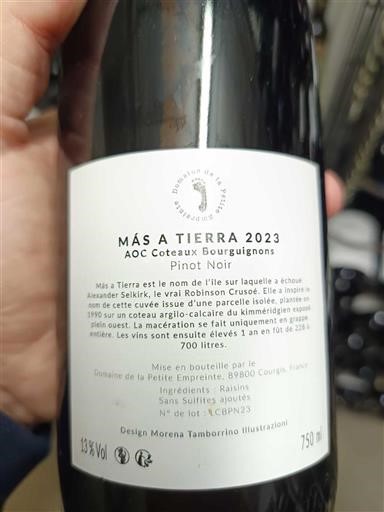 Domaine de la Petite Empreinte
MÁS A TIERRA 2023
AOC Coteaux Bourguignons
Pinot Noir
Más a Tierra est le nom de l'île sur laquelle a échoué
Alexander Selkirk, le vrai Robinson Crusoé. Elle a inspiré le
nom de cette cuvée issue d'une parcelle isolée, plantée en
1990 sur un coteau argilo-calcaire du kimméridgien exposé
plein ouest. La macération se fait uniquement en grappe
entière. Les vins sont ensuite élevés 1 an en fût de 228 à
700 litres.
Mise en bouteille par le
Domaine de la Petite Empreinte, 89800 Courgis, France
Ingrédients : Raisins
Sans Sulfites ajoutés
N° de lot : LCBPN23
Design Morena Tamborrino Illustrazioni
13% Vol
750 ml